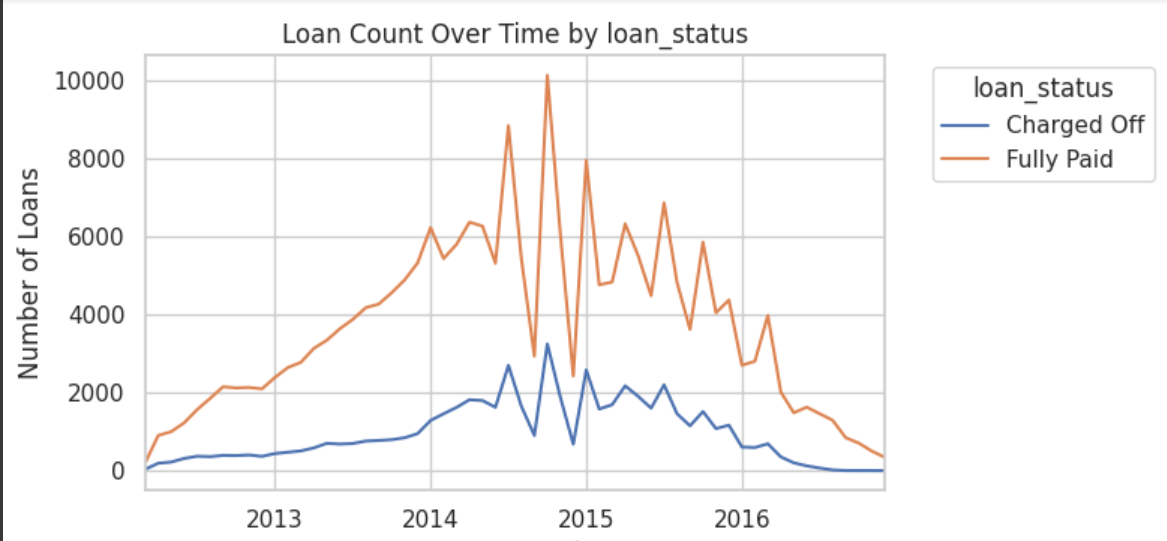 Loan Count Over Time by loan_status
10000
8000
6000
4000
2000
0
Number of Loans
2013
2014
2015
2016
loan_status
Charged Off
Fully Paid